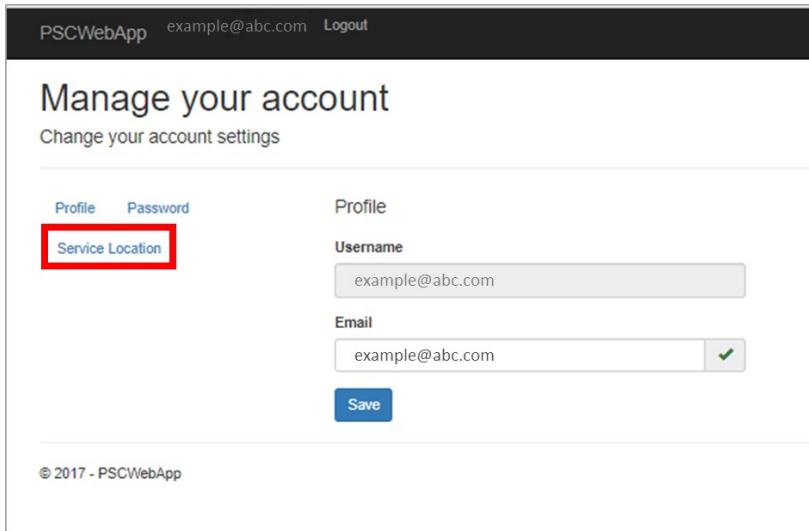 PSCWebApp example@abc.com Logout
Manage your account
Change your account settings
Profile Password
Service Location
Profile
Username
example@abc.com
Email
example@abc.com
Save
© 2017 - PSCWebApp